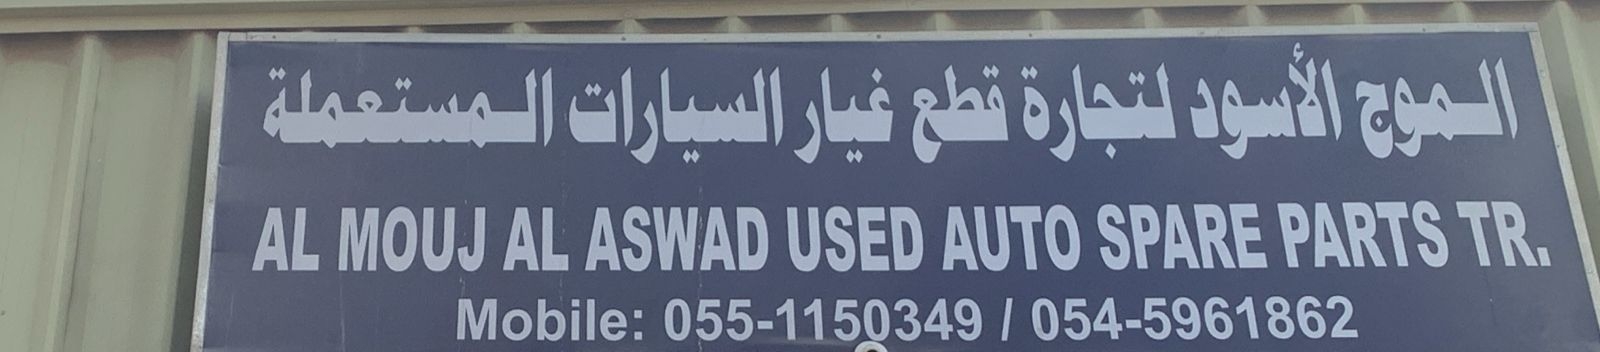 الموج الأسود لتجارة قطع غيار السيارات المستعملة
AL MOUJ AL ASWAD USED AUTO SPARE PARTS TR.
Mobile: 055-1150349 / 054-5961862